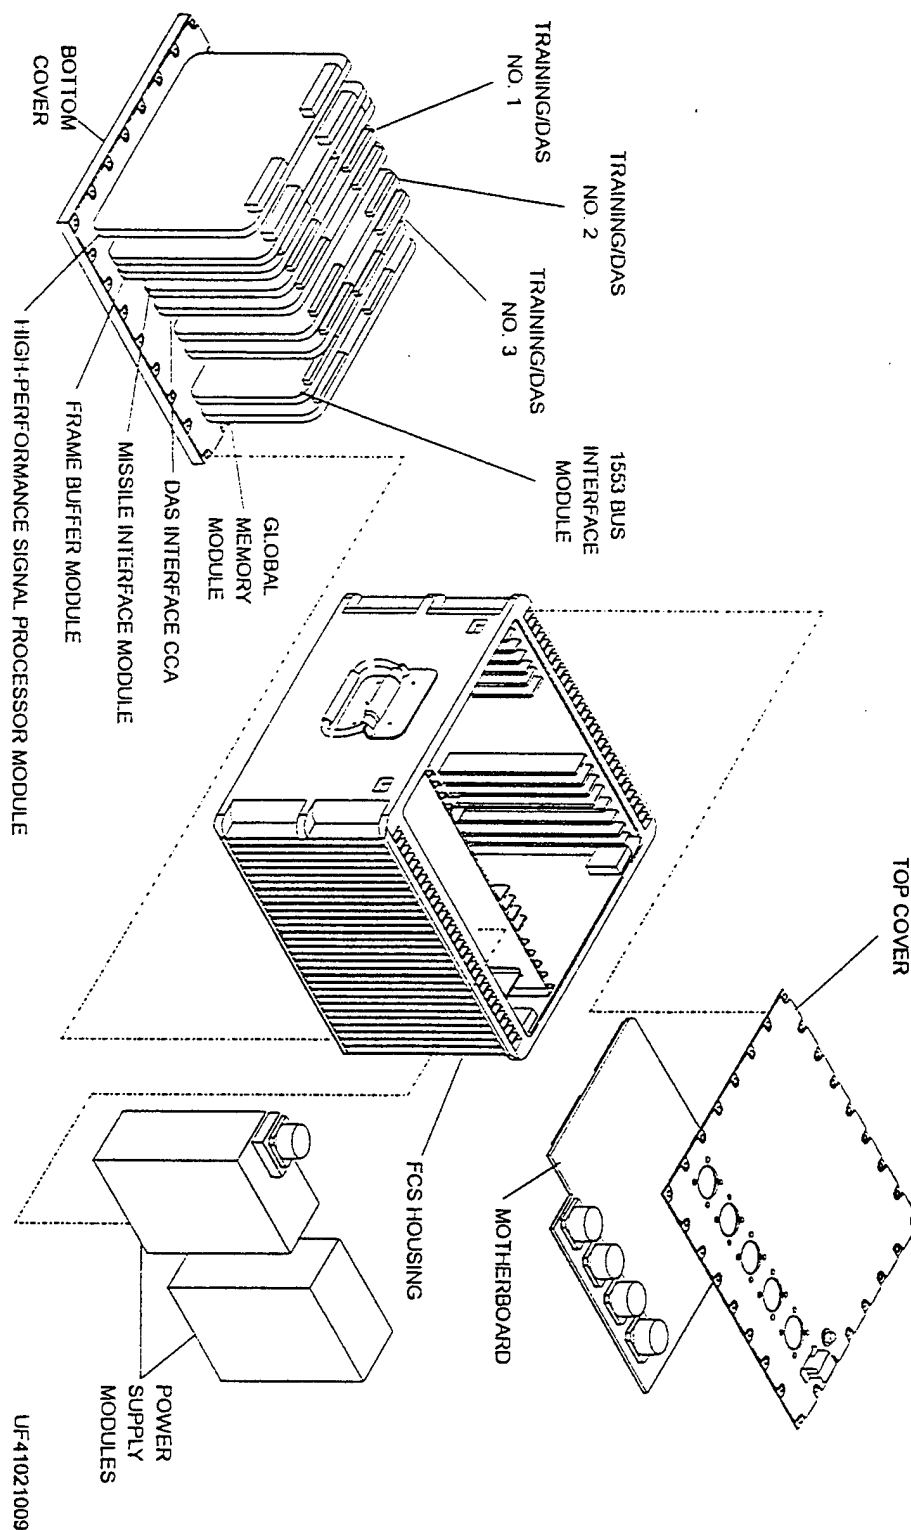 TRAINING/DAS
NO. 1
TRAINING/DAS
NO. 2
TRAINING/DAS
NO. 3
1553 BUS
INTERFACE
MODULE
TOP COVER
BOTTOM
COVER
GLOBAL
MEMORY
MODULE
DAS INTERFACE CCA
MISSILE INTERFACE MODULE
FRAME BUFFER MODULE
HIGH-PERFORMANCE SIGNAL PROCESSOR MODULE
FCS HOUSING
MOTHERBOARD
POWER
SUPPLY
MODULES
UF41021009